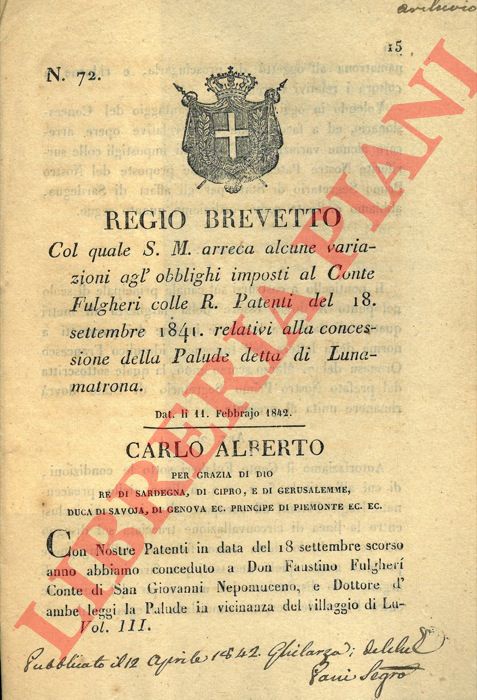 15
N. 72.
REGIO BREVETTO
Col quale S. M. arreca alcune varia-
zioni agl' obblighi imposti al Conte
Fulgheri colle R. Patenti del 18.
settembre 1841. relativi alla conces-
sione della Palude detta di Luna-
matrona.
Dat. li 11. Febbrajo 1842.
CARLO ALBERTO
PER GRAZIA DI DIO
RE DI SARDEGNA, DI CIPRO, E DI GERUSALEMME,
DUCA DI SAVOJA, DI GENOVA EC. PRINCIPE DI PIEMONTE EC. EC.
Con Nostre Patenti in data del 18 settembre scorso
anno abbiamo conceduto a Don Faustino Fulgheri
Conte di San Giovanni Nepomuceno, e Dottore d'
ambe leggi la Palude in vicinanza del villaggio di Lu-
Vol. III.
Pubblicato il 12 Aprile 1842 Ghilarza
LIBRERIA PIANI